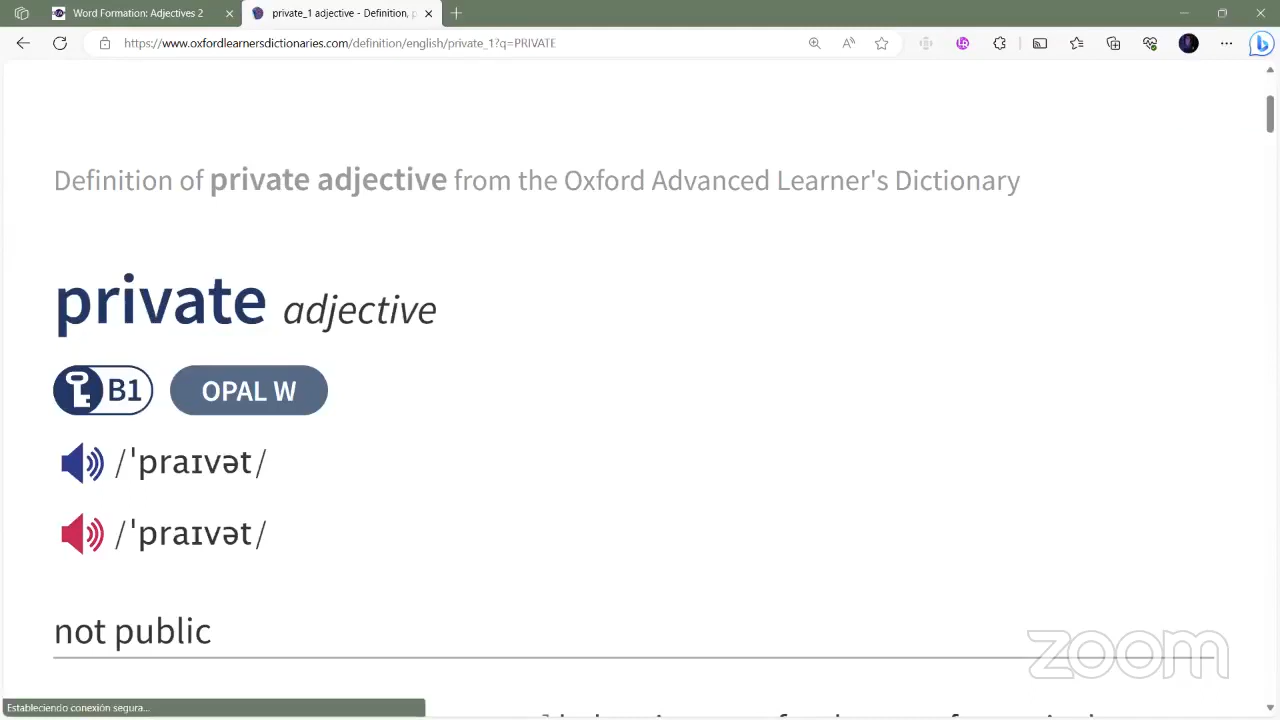 Word Formation: Adjectives 2
private_1 adjective - Definition, p
https://www.oxfordlearnersdictionaries.com/definition/english/private_1?q=PRIVATE
Definition of private adjective from the Oxford Advanced Learner's Dictionary
private adjective
B1 OPAL W
/ˈpraɪvət/
/ˈpraɪvət/
not public
zoom
Estableciendo conexión segura...